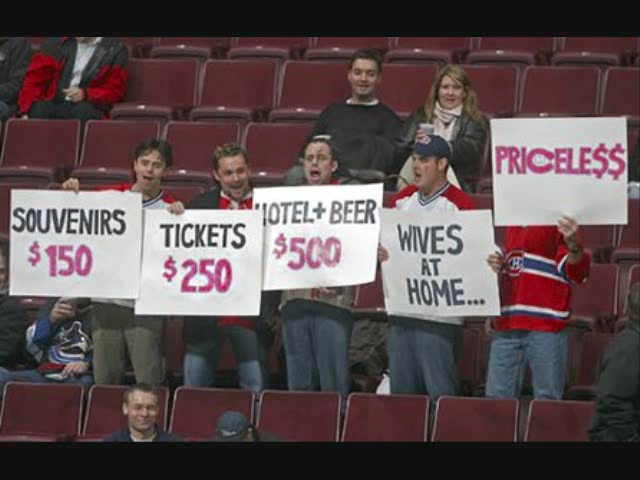 SOUVENIRS
$150
TICKETS
$250
HOTEL + BEER
$500
WIVES
AT
HOME...
PRICELE$$